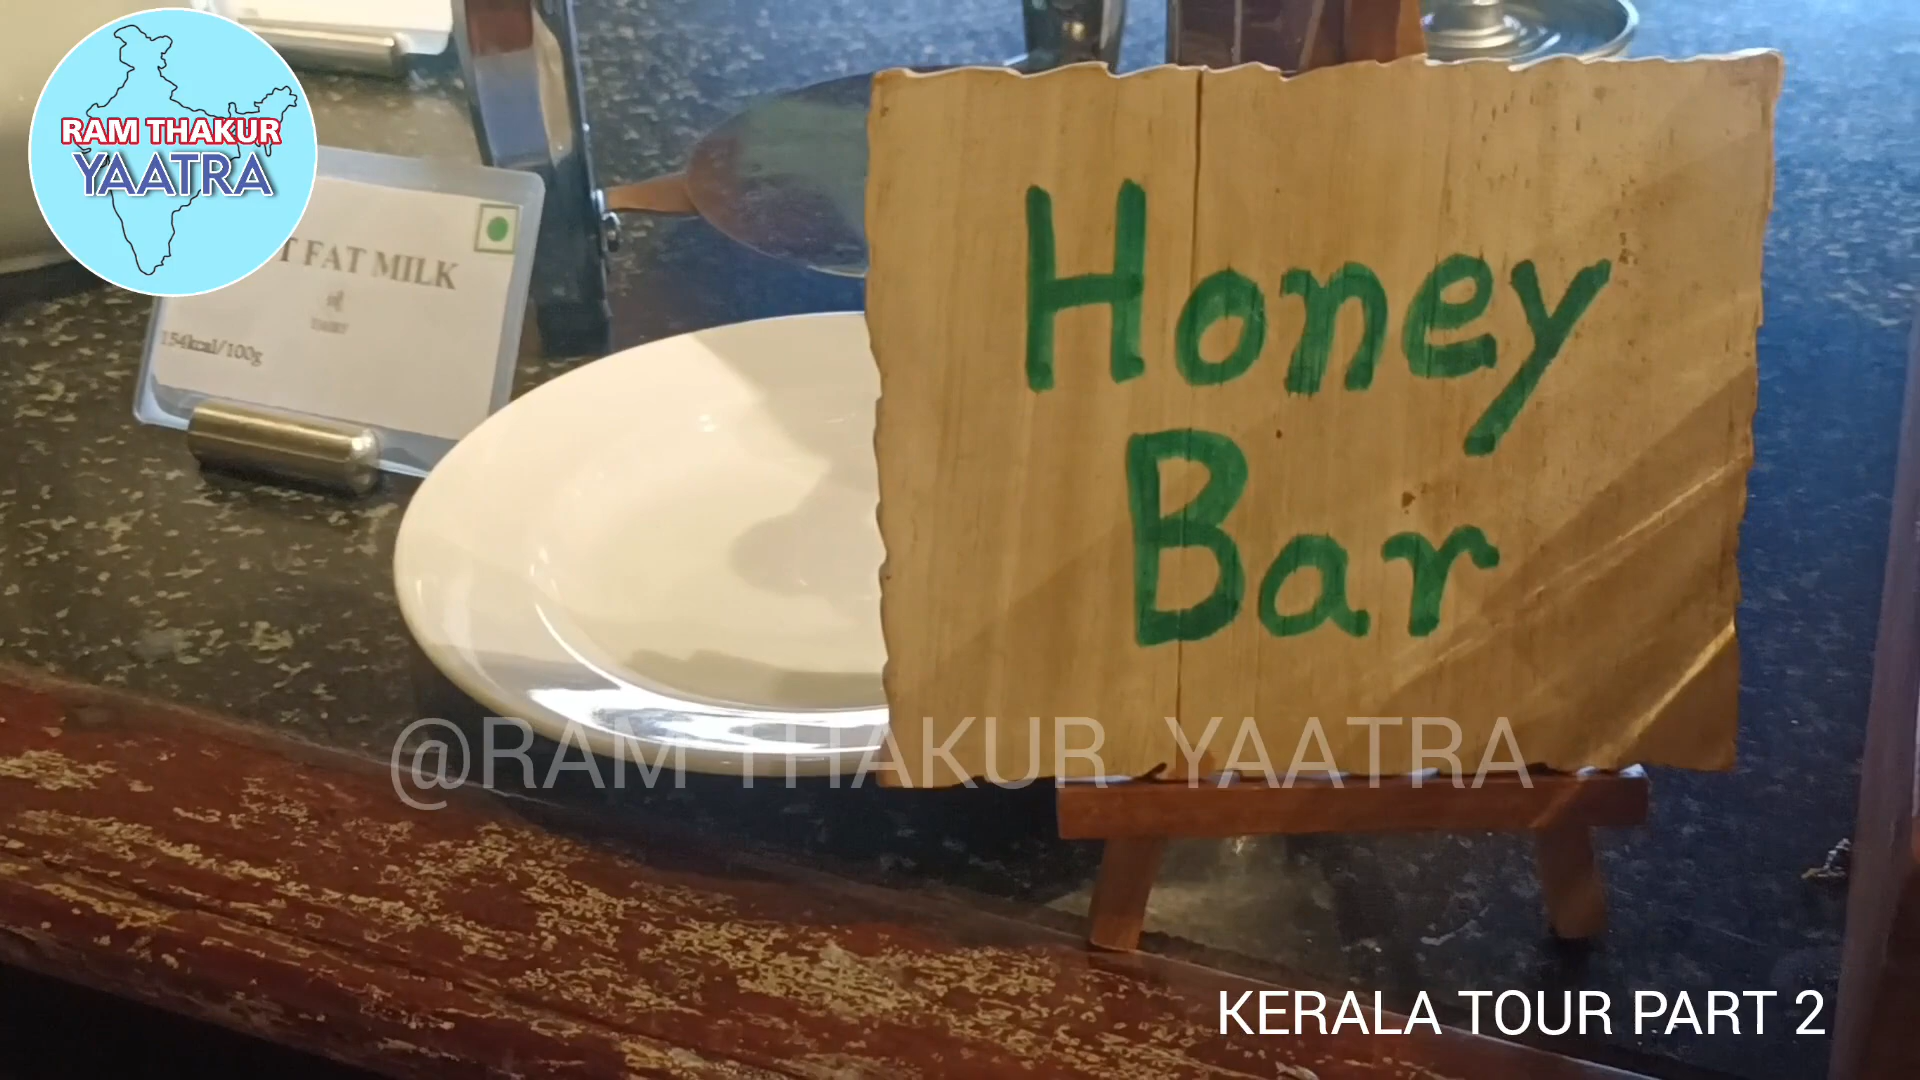 RAM THAKUR
YAATRA
FAT MILK
154kcal/100g
Honey
Bar
@RAM THAKUR YAATRA
KERALA TOUR PART 2